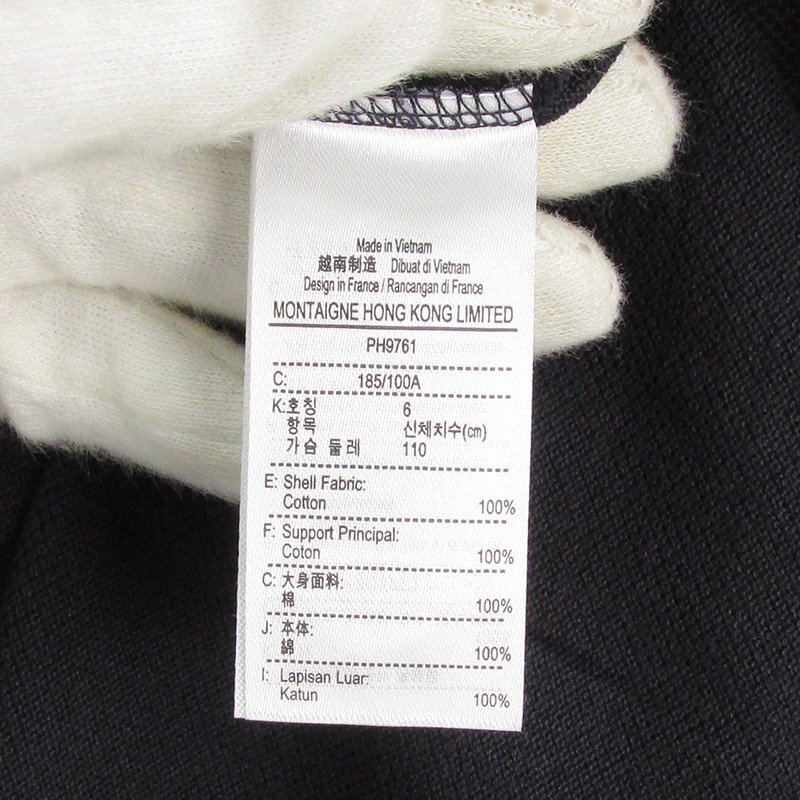 Made in Vietnam
越南制造 Dibuat di Vietnam
Design in France / Rancangan di France
MONTAIGNE HONG KONG LIMITED
PH9761
C: 185/100A
K: 호칭 6
항목 신체치수(cm)
가슴 둘레 110
E: Shell Fabric:
Cotton 100%
F: Support Principal:
Coton 100%
C: 大身面料:
棉 100%
J: 本体:
綿 100%
I: Lapisan Luar:
Katun 100%